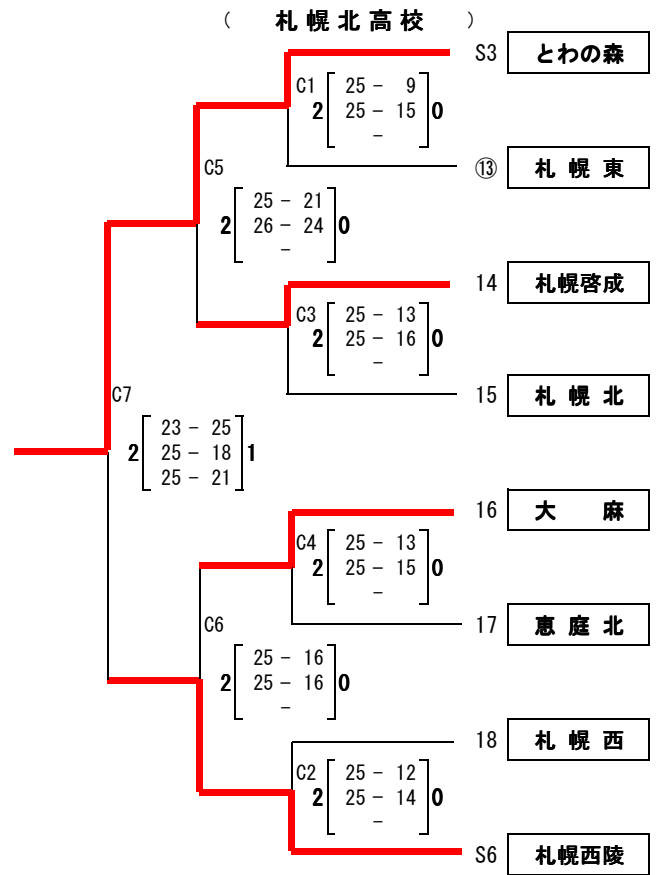 （ 札幌北高校 ）
S3 とわの森
C1
25 － 9
2 25 － 15 0
－
⑬ 札幌東
C5
25 － 21
2 26 － 24 0
－
14 札幌啓成
C3
25 － 13
2 25 － 16 0
－
15 札幌北
C7
23 － 25
2 25 － 18 1
25 － 21
16 大麻
C4
25 － 13
2 25 － 15 0
－
17 恵庭北
C6
25 － 16
2 25 － 16 0
－
18 札幌西
C2
25 － 12
2 25 － 14 0
－
S6 札幌西陵